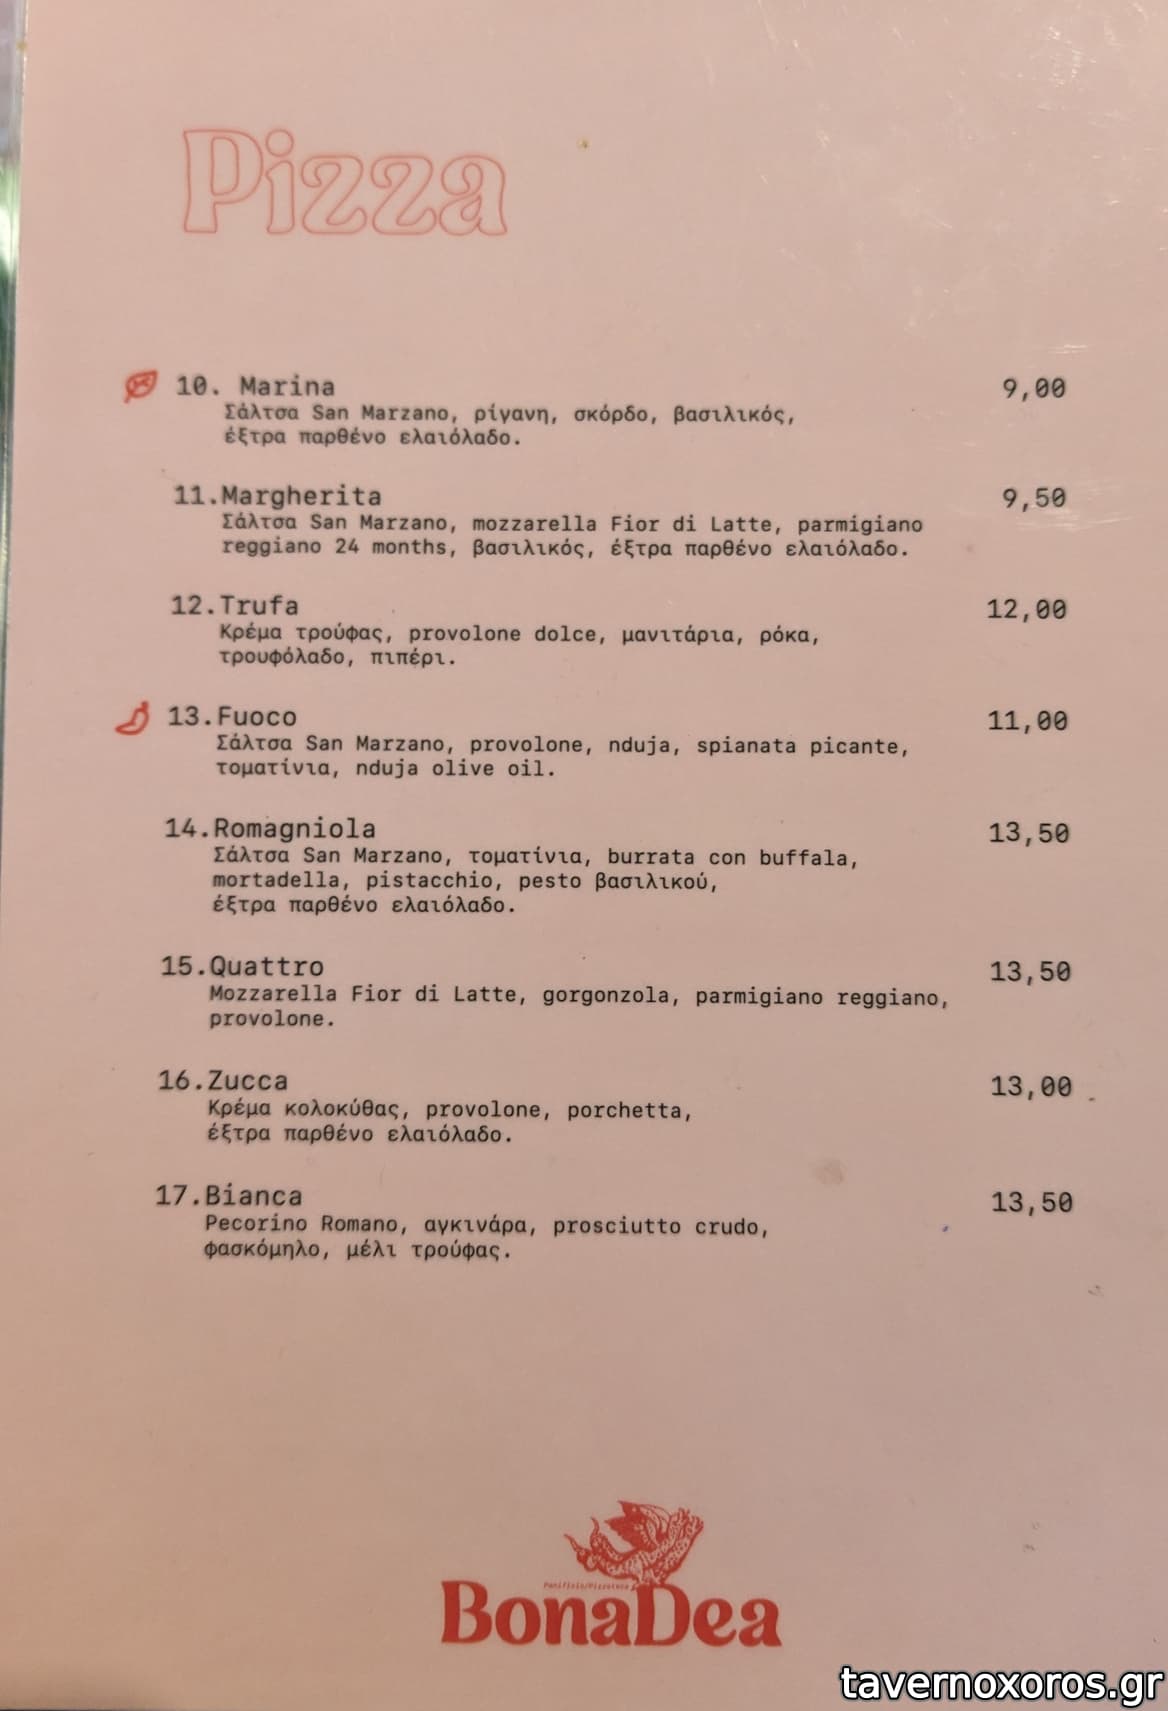 Pizza
10. Marina 9,00
Σάλτσα San Marzano, ρίγανη, σκόρδο, βασιλικός,
έξτρα παρθένο ελαιόλαδο.
11.Margherita 9,50
Σάλτσα San Marzano, mozzarella Fior di Latte, parmigiano
reggiano 24 months, βασιλικός, έξτρα παρθένο ελαιόλαδο.
12.Trufa 12,00
Κρέμα τρούφας, provolone dolce, μανιτάρια, ρόκα,
τρουφόλαδο, πιπέρι.
13.Fuoco 11,00
Σάλτσα San Marzano, provolone, nduja, spianata picante,
τοματίνια, nduja olive oil.
14.Romagniola 13,50
Σάλτσα San Marzano, τοματίνια, burrata con buffala,
mortadella, pistacchio, pesto βασιλικού,
έξτρα παρθένο ελαιόλαδο.
15.Quattro 13,50
Mozzarella Fior di Latte, gorgonzola, parmigiano reggiano,
provolone.
16.Zucca 13,00
Κρέμα κολοκύθας, provolone, porchetta,
έξτρα παρθένο ελαιόλαδο.
17.Bianca 13,50
Pecorino Romano, αγκινάρα, prosciutto crudo,
φασκόμηλο, μέλι τρούφας.
BonaDea
tavernoxoros.gr